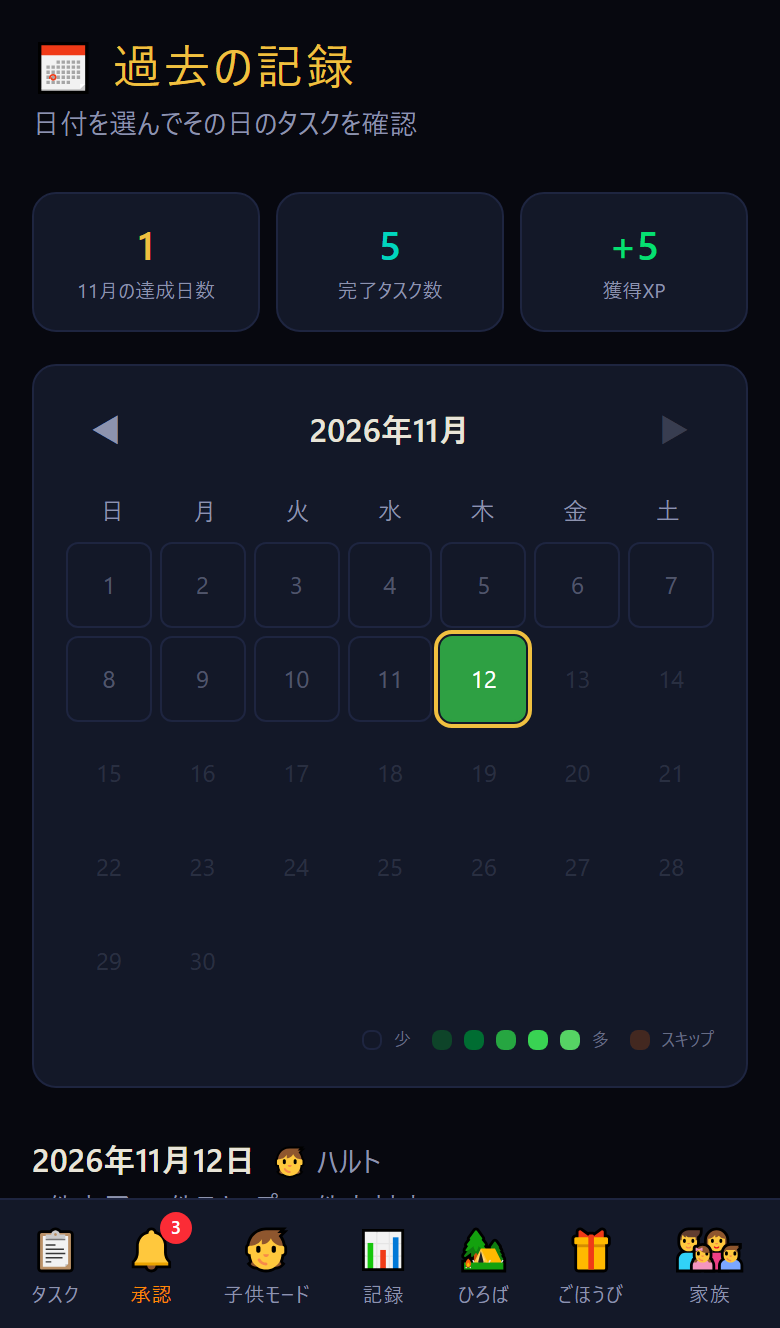 過去の記録
日付を選んでその日のタスクを確認
1
11月の達成日数
5
完了タスク数
+5
獲得XP
◀ 2026年11月 ▶
日 月 火 水 木 金 土
1 2 3 4 5 6 7
8 9 10 11 12 13 14
15 16 17 18 19 20 21
22 23 24 25 26 27 28
29 30
少 多 スキップ
2026年11月12日 ハルト
3
タスク 承認 子供モード 記録 ひろば ごほうび 家族